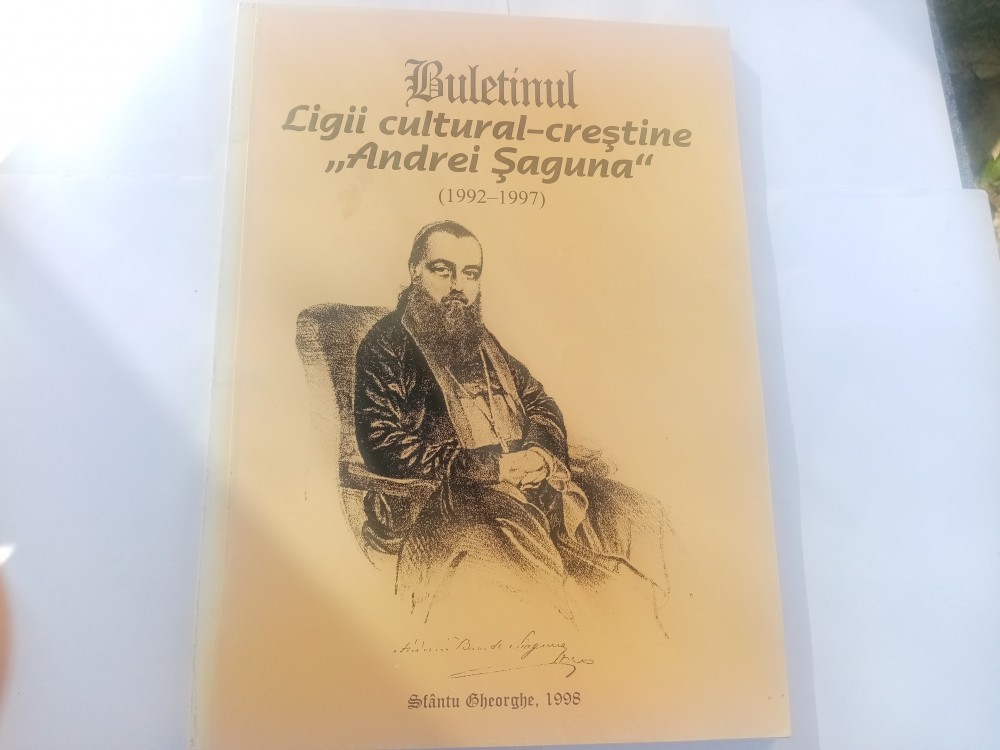 Buletinul
Ligii cultural–creştine
„Andrei Şaguna“
(1992–1997)
Sfântu Gheorghe, 1998